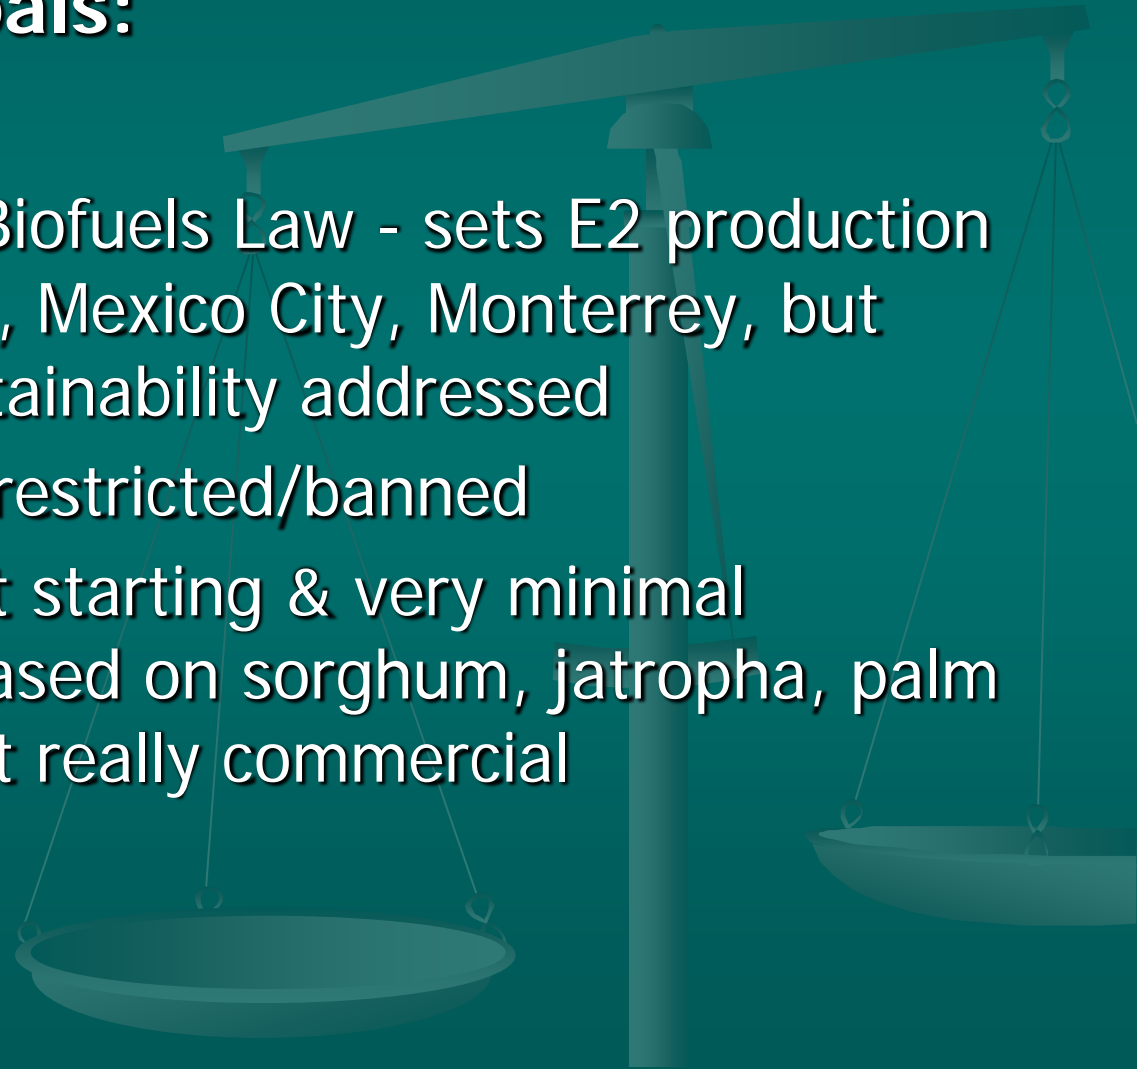 als:
Biofuels Law - sets E2 production
, Mexico City, Monterrey, but
tainability addressed
restricted/banned
t starting & very minimal
ased on sorghum, jatropha, palm
t really commercial